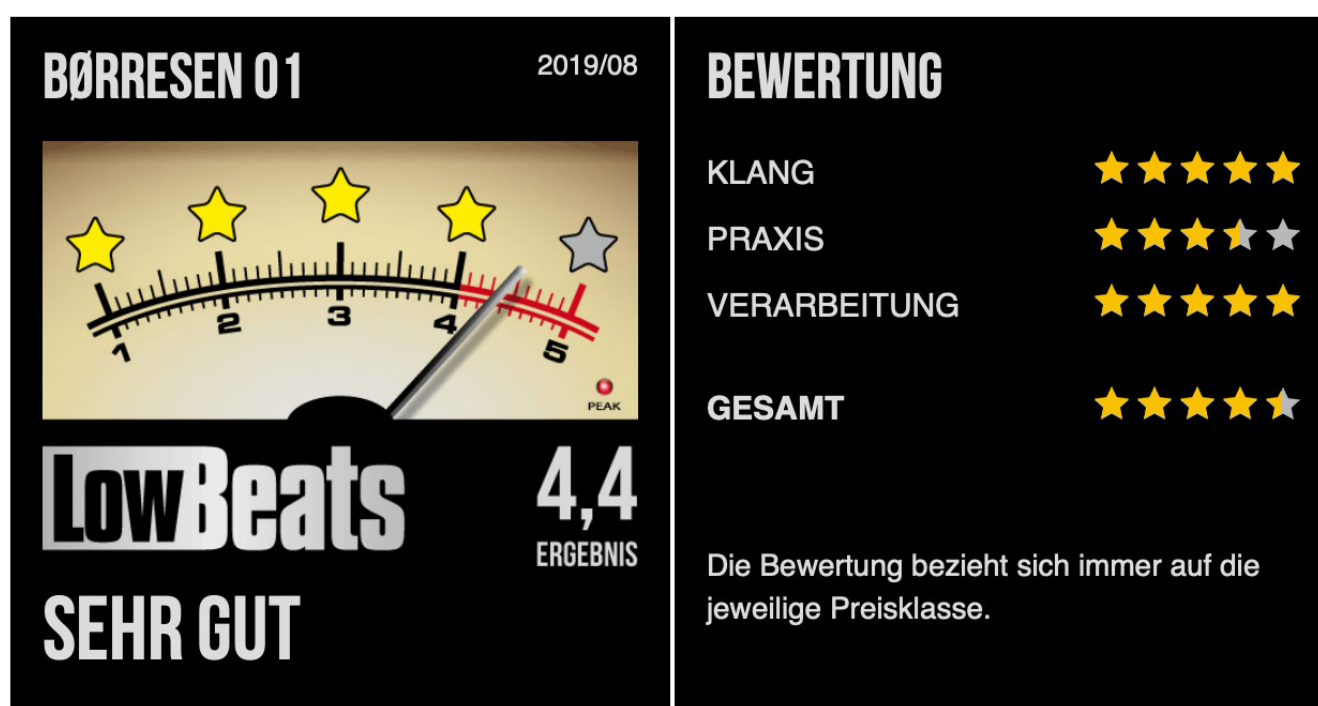 BØRRESEN 01
2019/08
1 2 3 4 5
PEAK
LowBeats
4,4
ERGEBNIS
SEHR GUT
BEWERTUNG
KLANG
PRAXIS
VERARBEITUNG
GESAMT
Die Bewertung bezieht sich immer auf die
jeweilige Preisklasse.